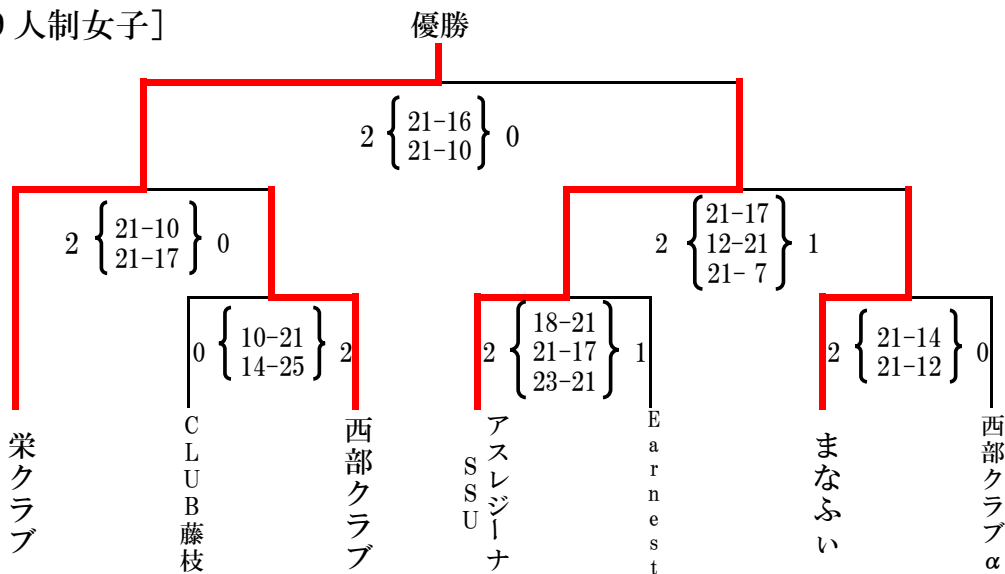 人制女子］
優勝
2 21-16 0
21-10
2 21-10 0
21-17
2 21-17 1
12-21
21- 7
0 10-21 2
14-25
2 18-21 1
21-17
23-21
2 21-14 0
21-12
栄クラブ
CLUB藤枝
西部クラブ
アスレジーナ
SSU
Earnest
まなふぃ
西部クラブα